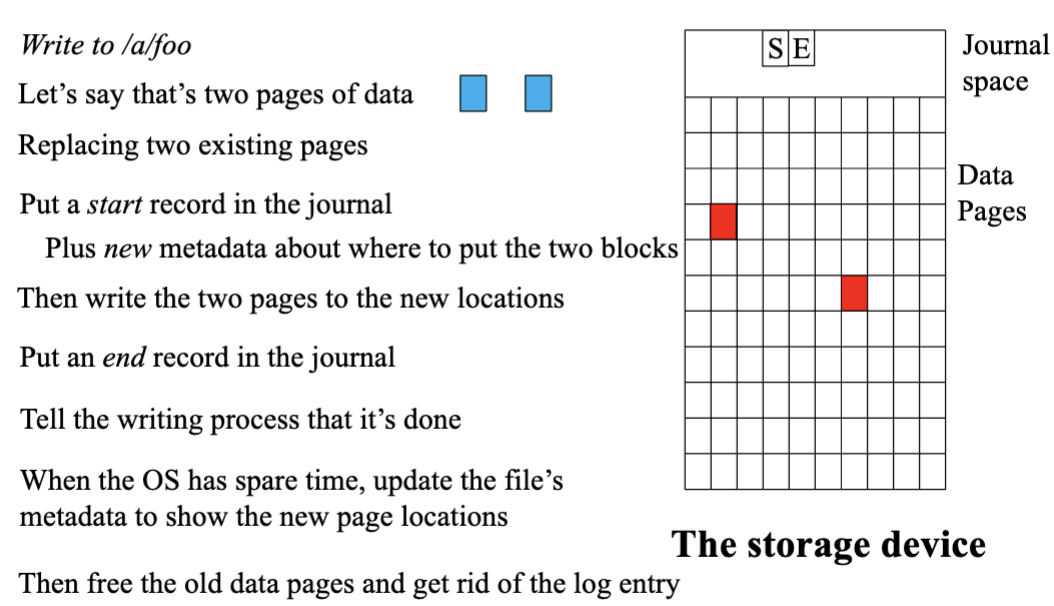 Write to /a/foo
Let’s say that’s two pages of data
Replacing two existing pages
Put a start record in the journal
Plus new metadata about where to put the two blocks
Then write the two pages to the new locations
Put an end record in the journal
Tell the writing process that it’s done
When the OS has spare time, update the file’s
metadata to show the new page locations
Then free the old data pages and get rid of the log entry
S E
Journal
space
Data
Pages
The storage device